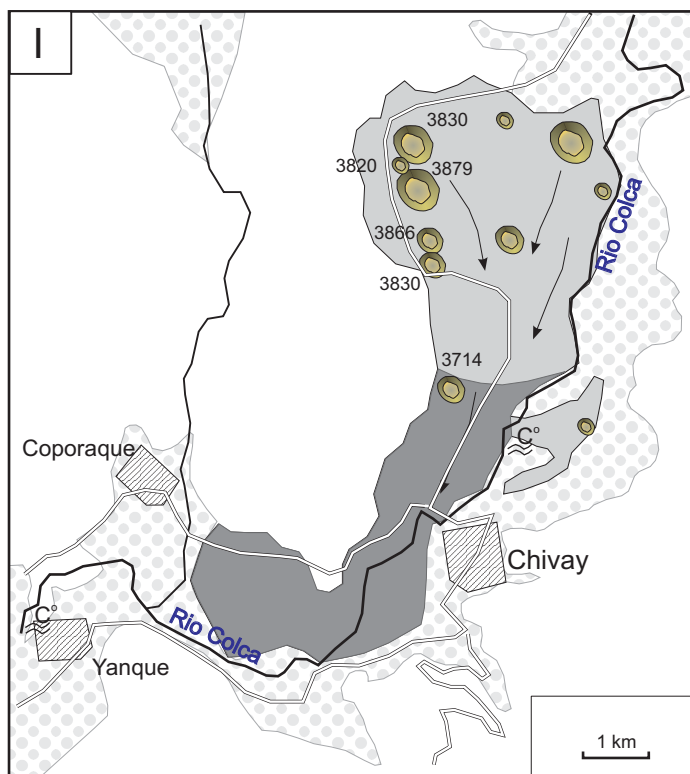 I
3830
3820
3879
3866
3830
Rio Colca
3714
C°
Coporaque
Chivay
C°
Rio Colca
Yanque
1 km